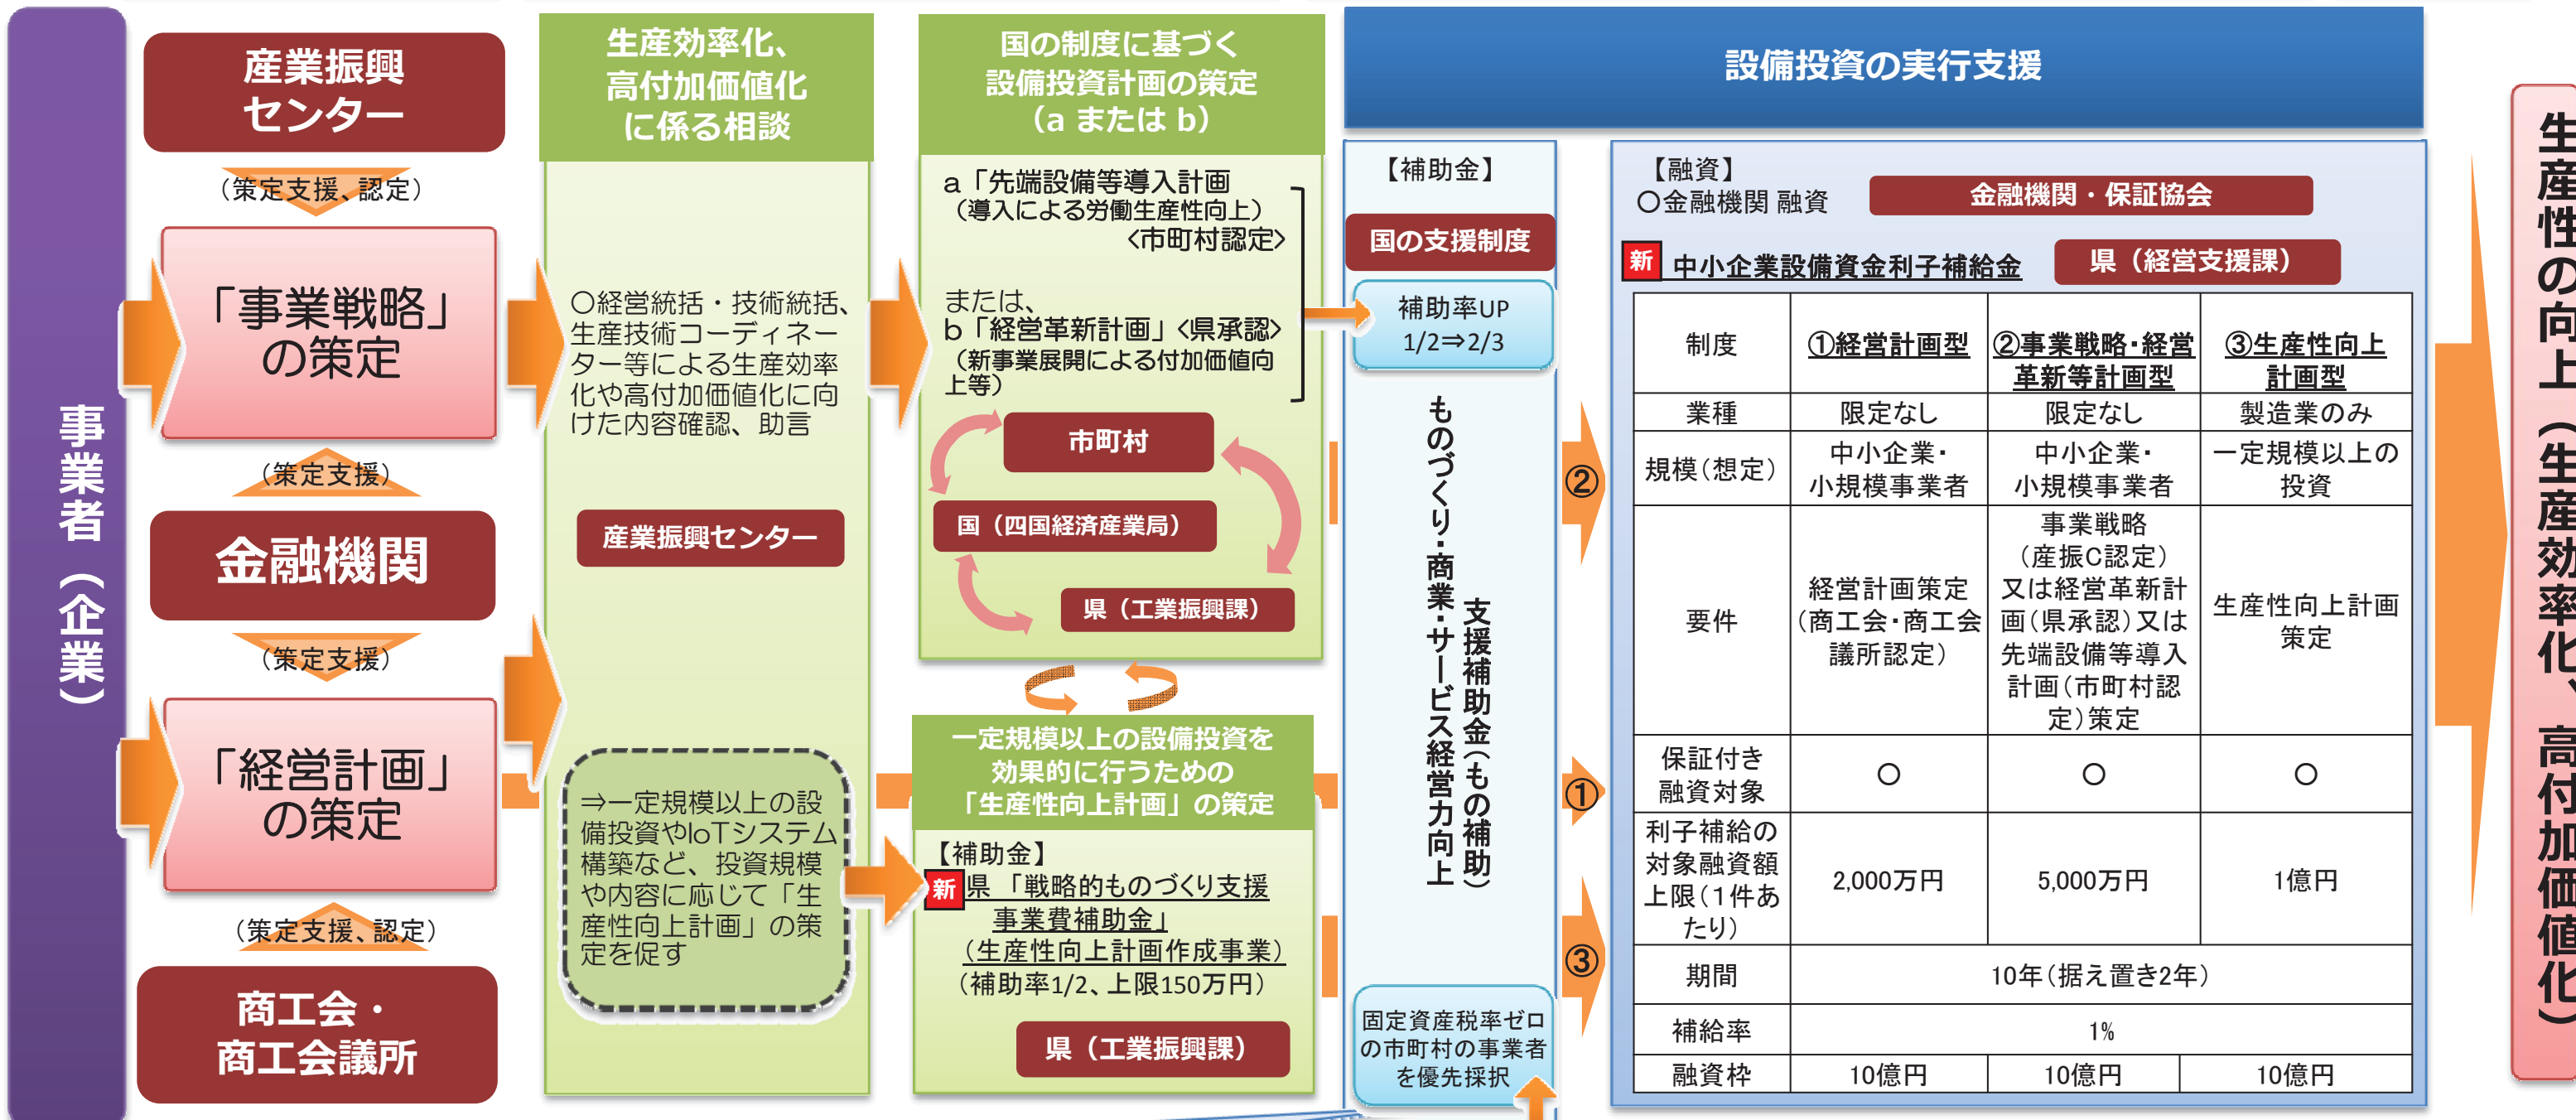 事業者（企業）
産業振興
センター
（策定支援、認定）
「事業戦略」
の策定
（策定支援）
金融機関
（策定支援）
「経営計画」
の策定
（策定支援、認定）
商工会・
商工会議所
生産効率化、
高付加価値化
に係る相談
〇経営統括・技術統括、
生産技術コーディネー
ター等による生産効率
化や高付加価値化に向
けた内容確認、助言
産業振興センター
⇒一定規模以上の設
備投資やIoTシステム
構築など、投資規模
や内容に応じて「生
産性向上計画」の策
定を促す
国の制度に基づく
設備投資計画の策定
（a または b）
a「先端設備等導入計画
（導入による労働生産性向上）
<市町村認定>
または、
b「経営革新計画」<県承認>
（新事業展開による付加価値向
上等）
市町村
国（四国経済産業局）
県（工業振興課）
一定規模以上の設備投資を
効果的に行うための
「生産性向上計画」の策定
【補助金】
新 県 「戦略的ものづくり支援
事業費補助金」
（生産性向上計画作成事業）
（補助率1/2、上限150万円）
県（工業振興課）
設備投資の実行支援
【補助金】
国の支援制度
補助率UP
1/2⇒2/3
ものづくり・商業・サービス経営力向上
支援補助金（もの補助）
固定資産税率ゼロ
の市町村の事業者
を優先採択
②
①
③
【融資】
〇金融機関 融資
金融機関・保証協会
新 中小企業設備資金利子補給金
県（経営支援課）
制度
①経営計画型
②事業戦略・経営
革新等計画型
③生産性向上
計画型
業種
限定なし
限定なし
製造業のみ
規模（想定）
中小企業・
小規模事業者
中小企業・
小規模事業者
一定規模以上の
投資
要件
経営計画策定
（商工会・商工会
議所認定）
事業戦略
（産振C認定）
又は経営革新計
画（県承認）又は
先端設備等導入
計画（市町村認
定）策定
生産性向上計画
策定
保証付き
融資対象
〇
〇
〇
利子補給の
対象融資額
上限（1件あ
たり）
2,000万円
5,000万円
1億円
期間
10年（据え置き2年）
補給率
1%
融資枠
10億円
10億円
10億円
生産性の向上（生産効率化、高付加価値化）